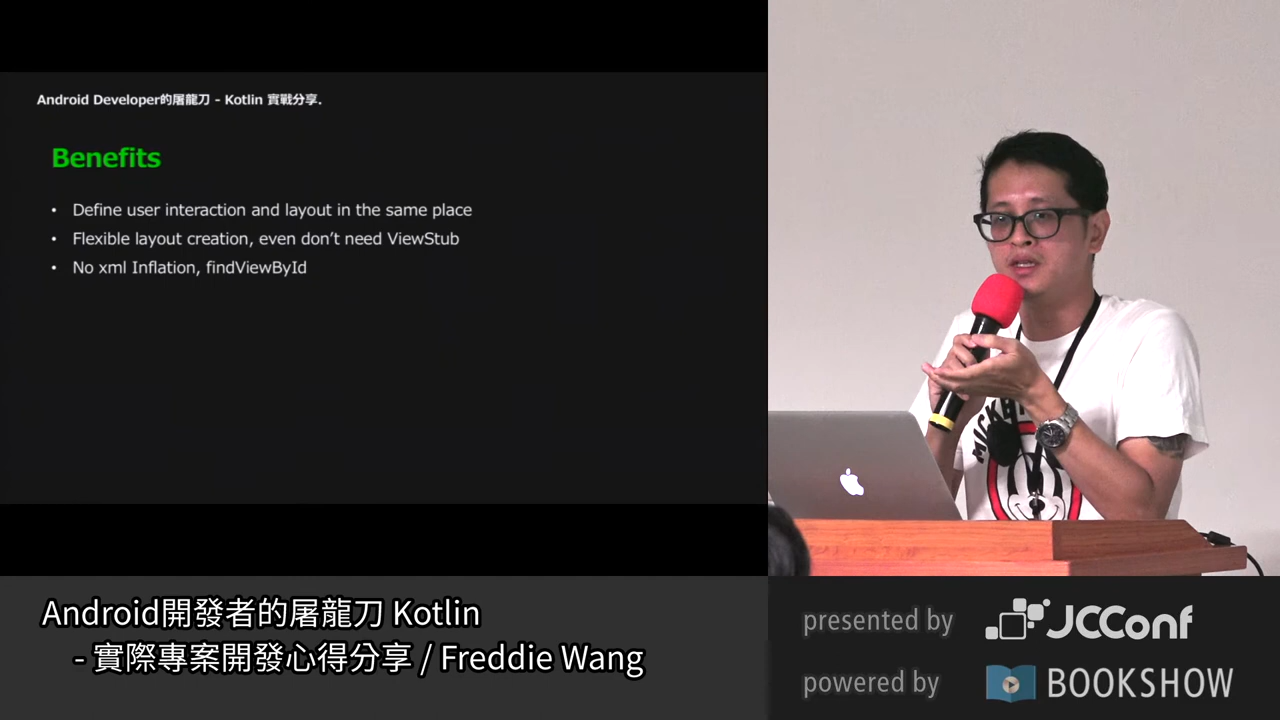 Android Developer的屠龍刀 - Kotlin 實戰分享.
Benefits
• Define user interaction and layout in the same place
• Flexible layout creation, even don't need ViewStub
• No xml Inflation, findViewById
Android開發者的屠龍刀 Kotlin
- 實際專案開發心得分享 / Freddie Wang
presented by JCConf
powered by BOOKSHOW